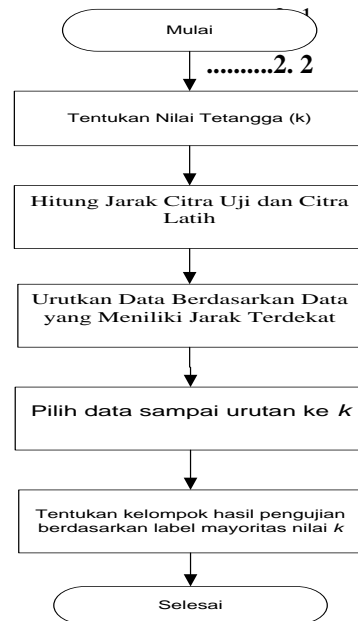 Mulai
..........2. 2
Tentukan Nilai Tetangga (k)
Hitung Jarak Citra Uji dan Citra
Latih
Urutkan Data Berdasarkan Data
yang Meniliki Jarak Terdekat
Pilih data sampai urutan ke k
Tentukan kelompok hasil pengujian
berdasarkan label mayoritas nilai k
Selesai